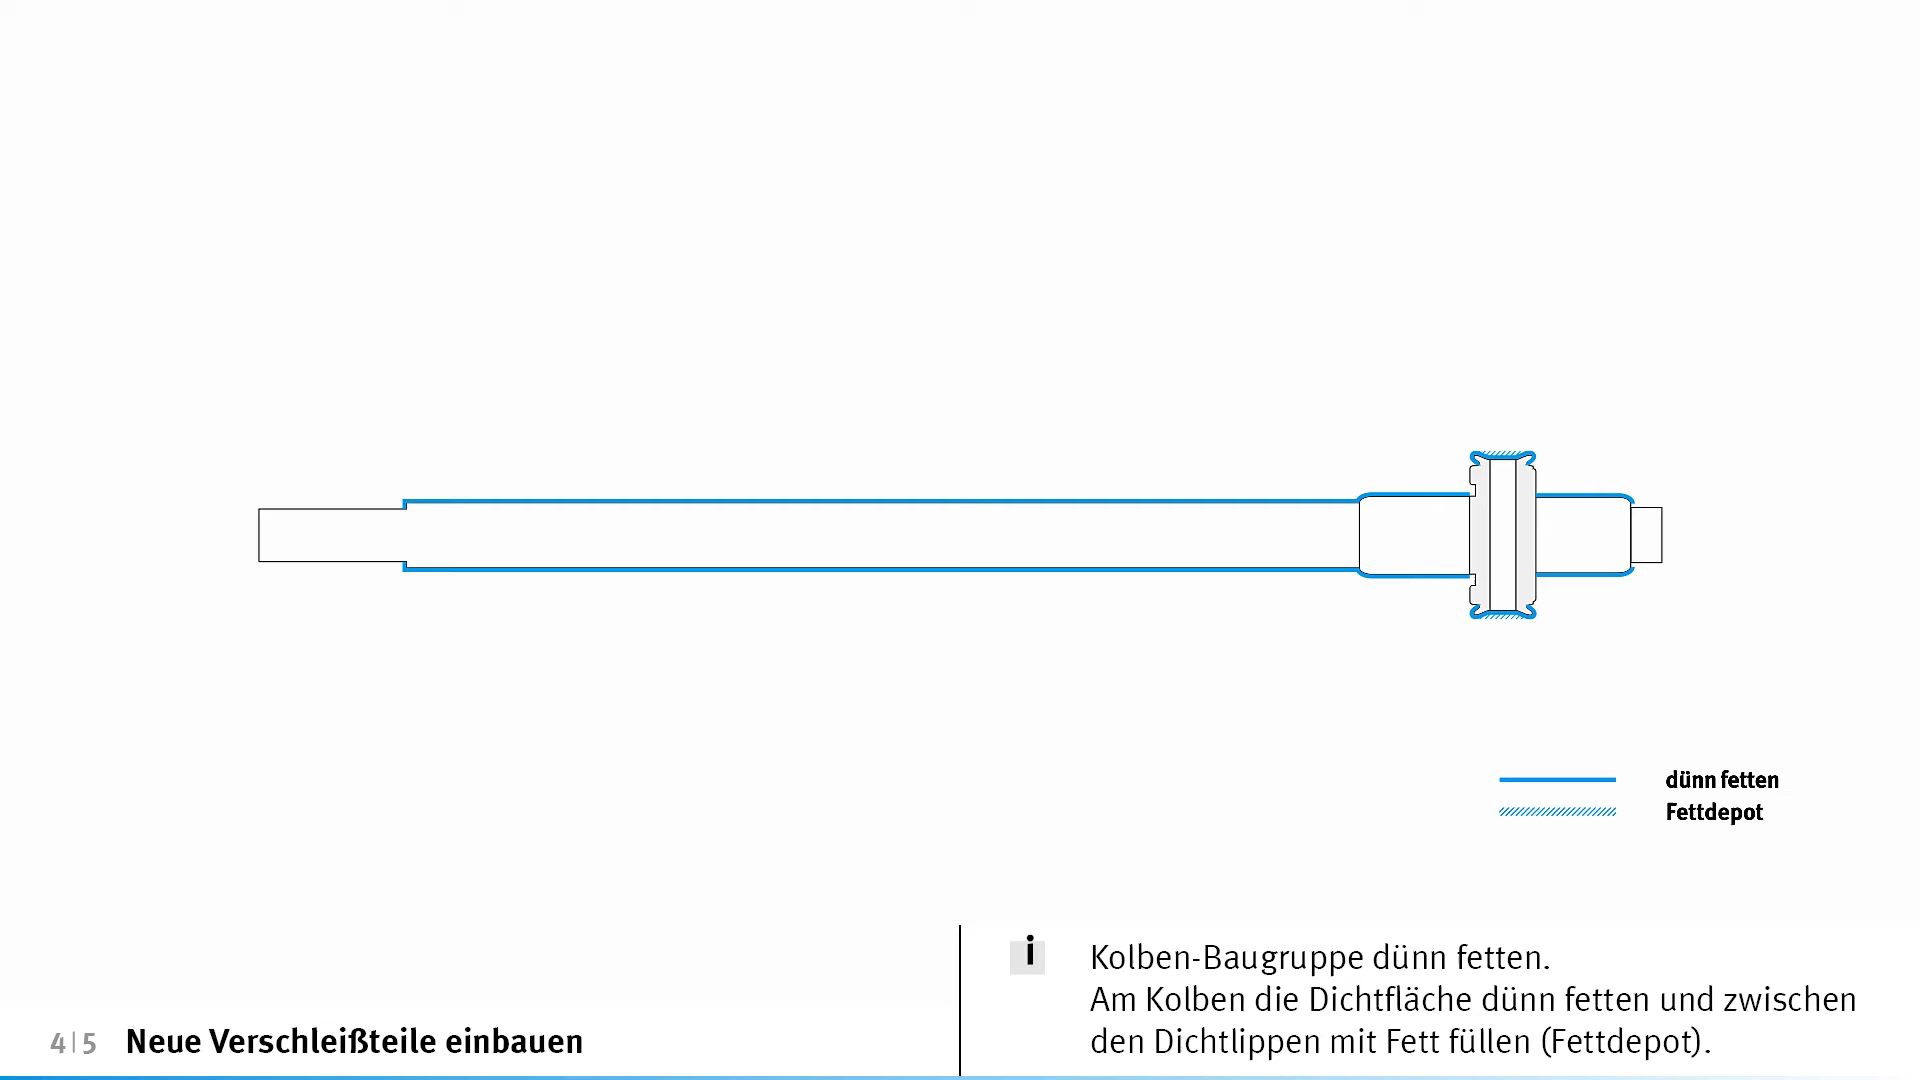 dünn fetten
Fettdepot
i
Kolben-Baugruppe dünn fetten.
Am Kolben die Dichtfläche dünn fetten und zwischen
den Dichtlippen mit Fett füllen (Fettdepot).
4|5 Neue Verschleißteile einbauen